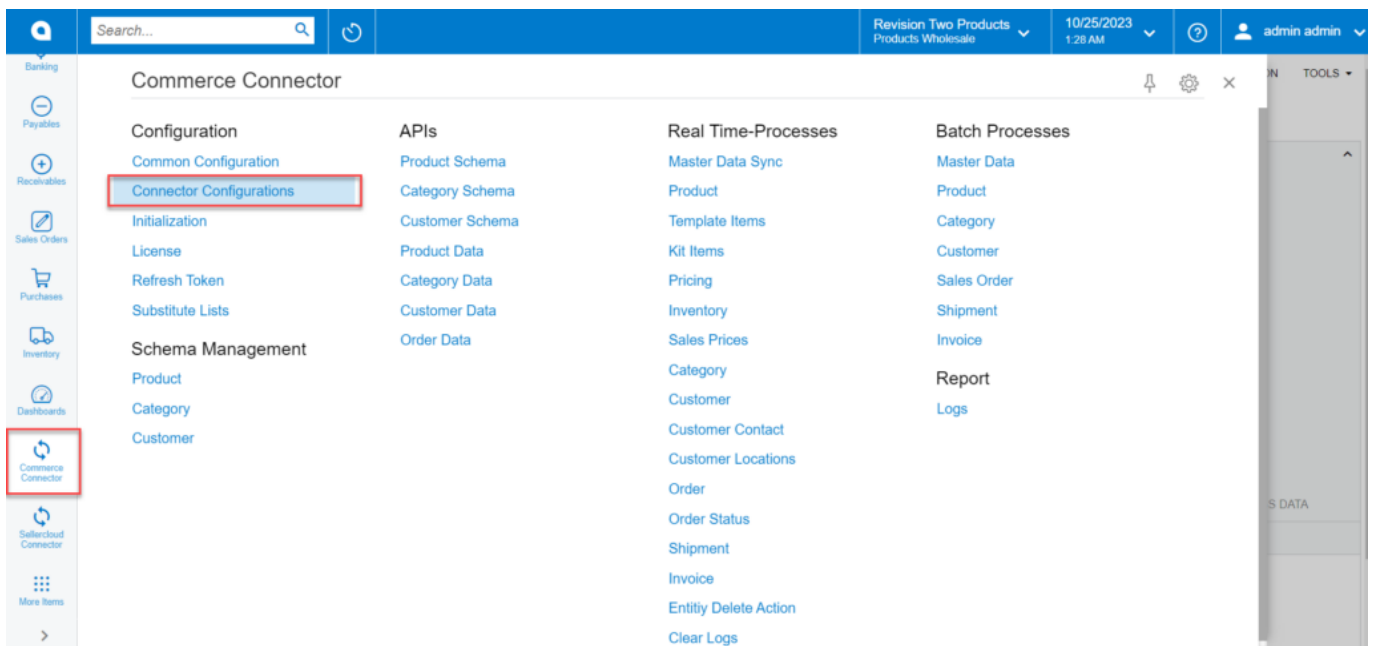 Search...
Revision Two Products
Products Wholesale
10/25/2023
1:28 AM
admin admin
Banking
Payables
Receivables
Sales Orders
Purchases
Inventory
Dashboards
Commerce
Connector
Sellercloud
Connector
More Items
Commerce Connector
TOOLS
Configuration
Common Configuration
Connector Configurations
Initialization
License
Refresh Token
Substitute Lists
Schema Management
Product
Category
Customer
APIs
Product Schema
Category Schema
Customer Schema
Product Data
Category Data
Customer Data
Order Data
Real Time-Processes
Master Data Sync
Product
Template Items
Kit Items
Pricing
Inventory
Sales Prices
Category
Customer
Customer Contact
Customer Locations
Order
Order Status
Shipment
Invoice
Entitiy Delete Action
Clear Logs
Batch Processes
Master Data
Product
Category
Customer
Sales Order
Shipment
Invoice
Report
Logs
S DATA